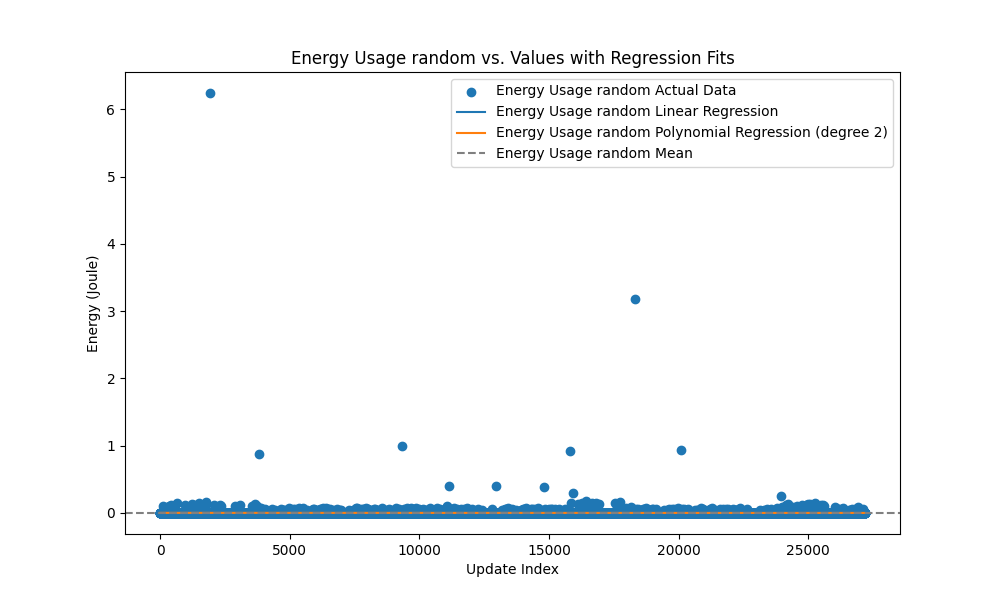 Energy Usage random vs. Values with Regression Fits
Energy Usage random Actual Data
Energy Usage random Linear Regression
Energy Usage random Polynomial Regression (degree 2)
Energy Usage random Mean
Energy (Joule)
6
5
4
3
2
1
0
0 5000 10000 15000 20000 25000
Update Index